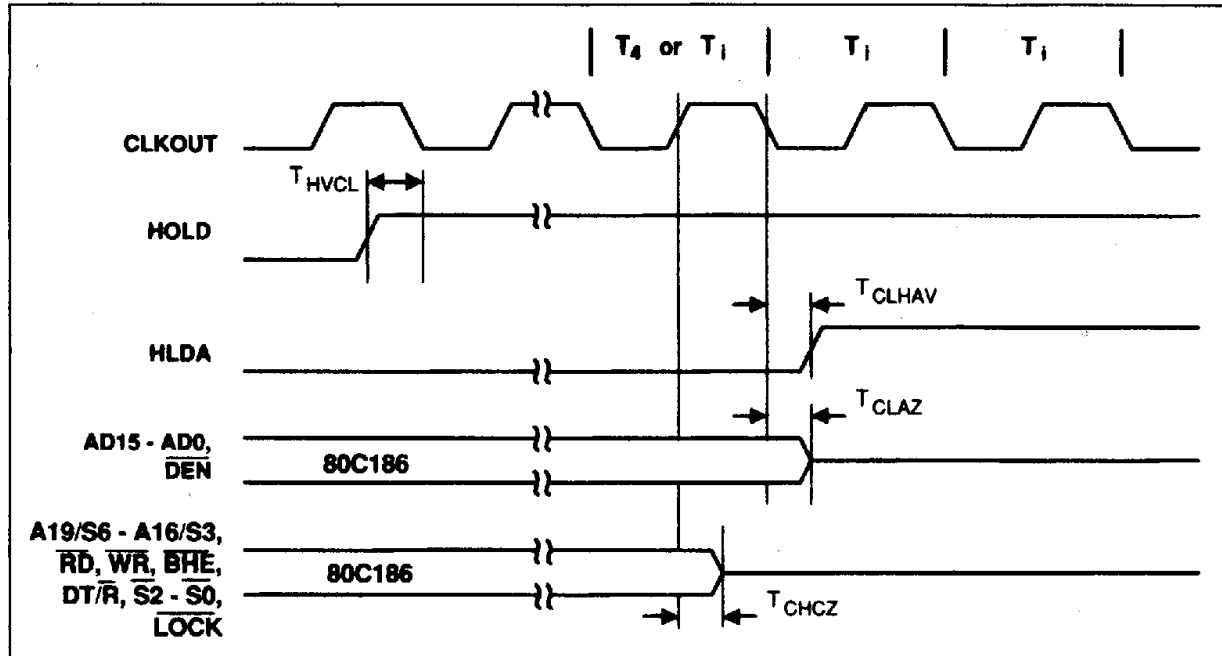 T4 or Ti
Ti
Ti
CLKOUT
THVCL
HOLD
TCLHAV
HLDA
TCLAZ
AD15 - AD0,
DEN
80C186
A19/S6 - A16/S3,
RD, WR, BHE,
DT/R, S2 - S0,
LOCK
80C186
TCHCZ